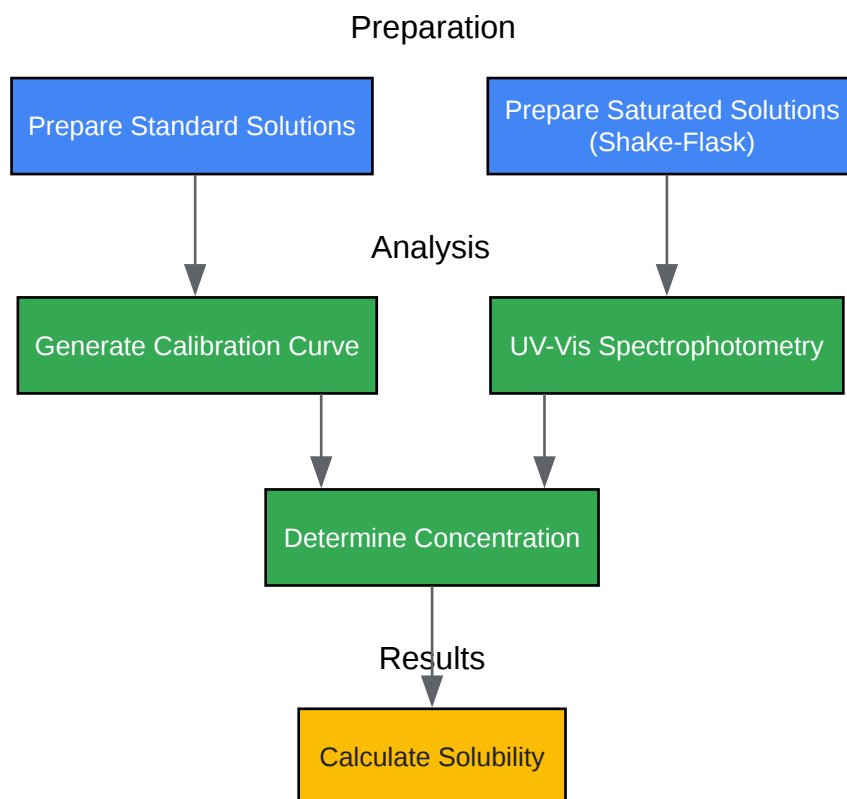 Preparation
Prepare Standard Solutions
Prepare Saturated Solutions
(Shake-Flask)
Analysis
Generate Calibration Curve
UV-Vis Spectrophotometry
Determine Concentration
Results
Calculate Solubility